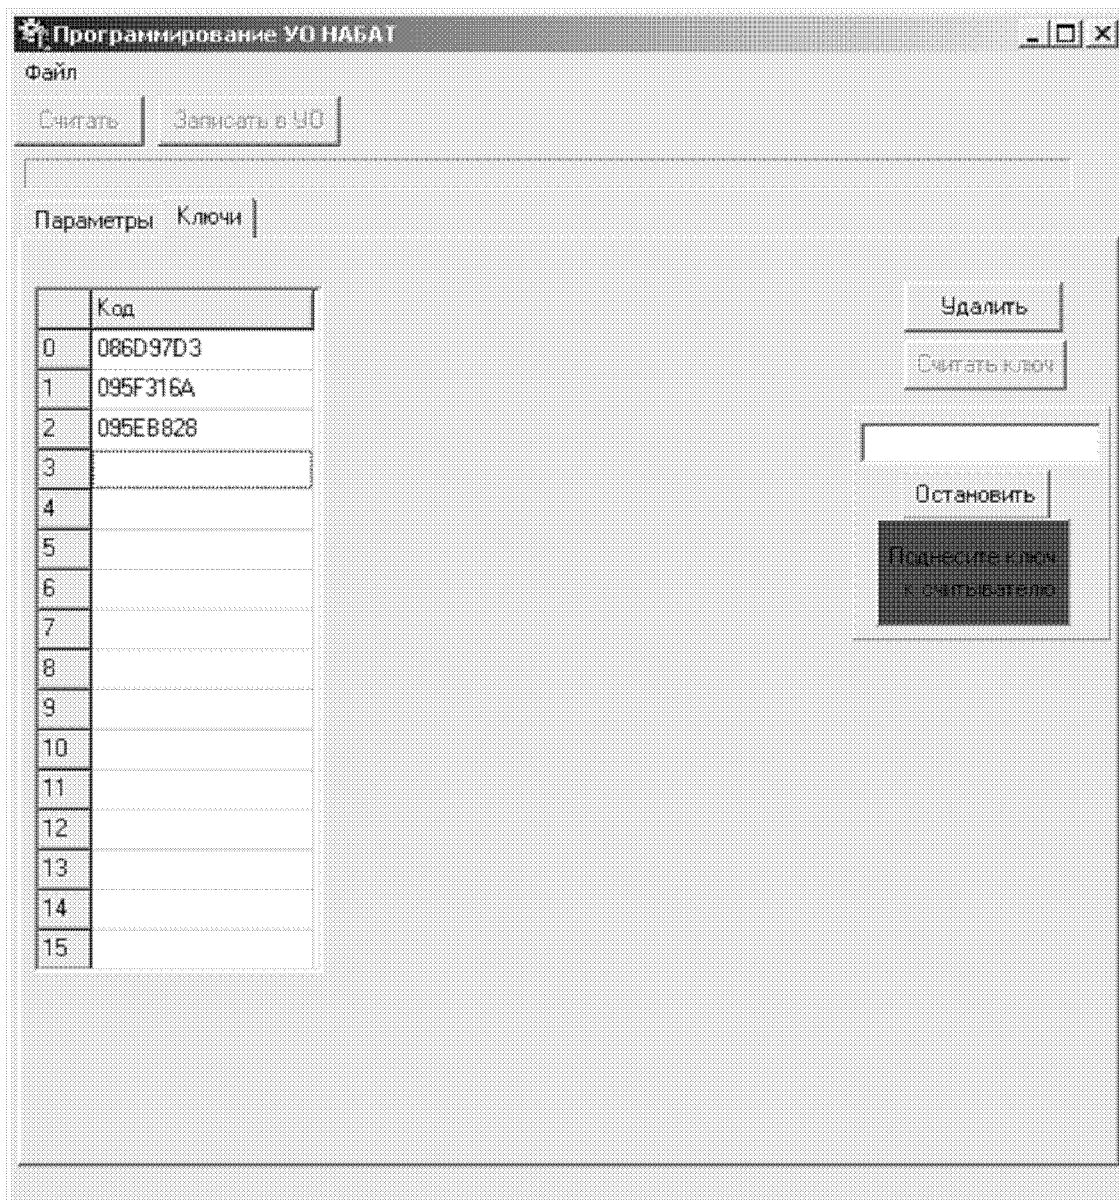 Программирование УО НАБАТ
Файл
Считать Записать в УО
Параметры Ключи
Код
0 086D97D3
1 095F316A
2 095EB828
3
4
5
6
7
8
9
10
11
12
13
14
15
Удалить
Считать ключ
Остановить
Поднесите ключ
к считывателю